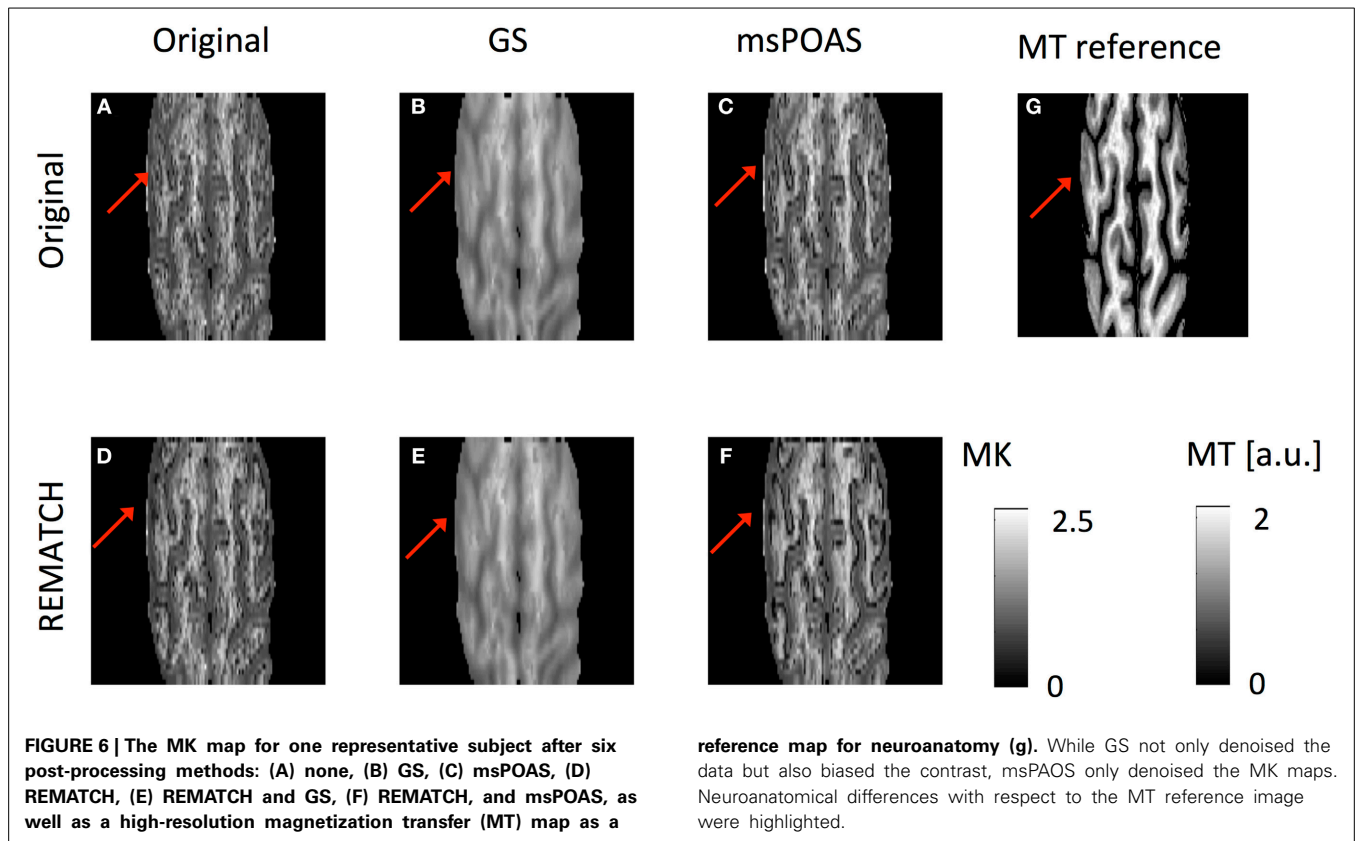 Original
GS
msPOAS
MT reference
Original
A
B
C
G
REMATCH
D
E
F
MK
2.5
0
MT [a.u.]
2
0
FIGURE 6 | The MK map for one representative subject after six
post-processing methods: (A) none, (B) GS, (C) msPOAS, (D)
REMATCH, (E) REMATCH and GS, (F) REMATCH, and msPOAS, as
well as a high-resolution magnetization transfer (MT) map as a
reference map for neuroanatomy (g). While GS not only denoised the
data but also biased the contrast, msPAOS only denoised the MK maps.
Neuroanatomical differences with respect to the MT reference image
were highlighted.